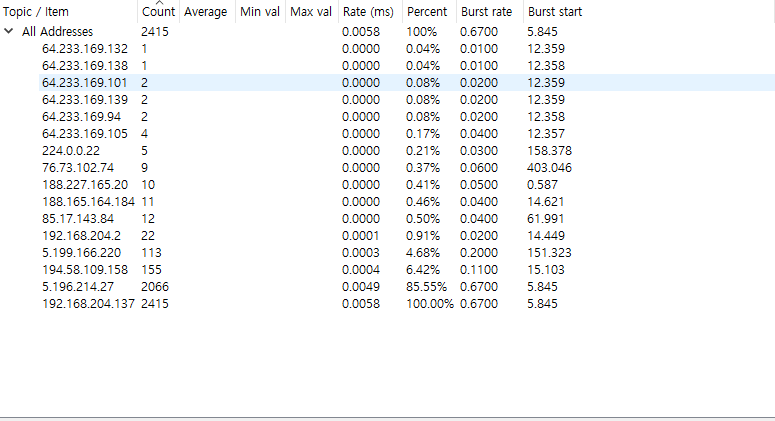 Topic / Item Count Average Min val Max val Rate (ms) Percent Burst rate Burst start
All Addresses 2415 0.0058 100% 0.6700 5.845
64.233.169.132 1 0.0000 0.04% 0.0100 12.359
64.233.169.138 1 0.0000 0.04% 0.0100 12.358
64.233.169.101 2 0.0000 0.08% 0.0200 12.359
64.233.169.139 2 0.0000 0.08% 0.0200 12.359
64.233.169.94 2 0.0000 0.08% 0.0200 12.358
64.233.169.105 4 0.0000 0.17% 0.0400 12.357
224.0.0.22 5 0.0000 0.21% 0.0300 158.378
76.73.102.74 9 0.0000 0.37% 0.0600 403.046
188.227.165.20 10 0.0000 0.41% 0.0500 0.587
188.165.164.184 11 0.0000 0.46% 0.0400 14.621
85.17.143.84 12 0.0000 0.50% 0.0400 61.991
192.168.204.2 22 0.0001 0.91% 0.0200 14.449
5.199.166.220 113 0.0003 4.68% 0.2000 151.323
194.58.109.158 155 0.0004 6.42% 0.1100 15.103
5.196.214.27 2066 0.0049 85.55% 0.6700 5.845
192.168.204.137 2415 0.0058 100.00% 0.6700 5.845